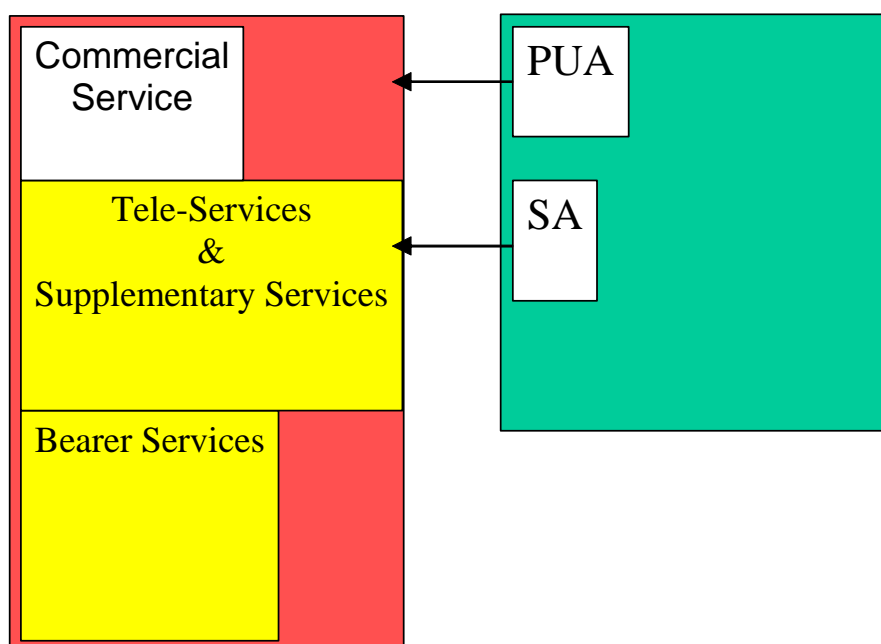 Commercial
Service
Tele-Services
&
Supplementary Services
Bearer Services
PUA
SA